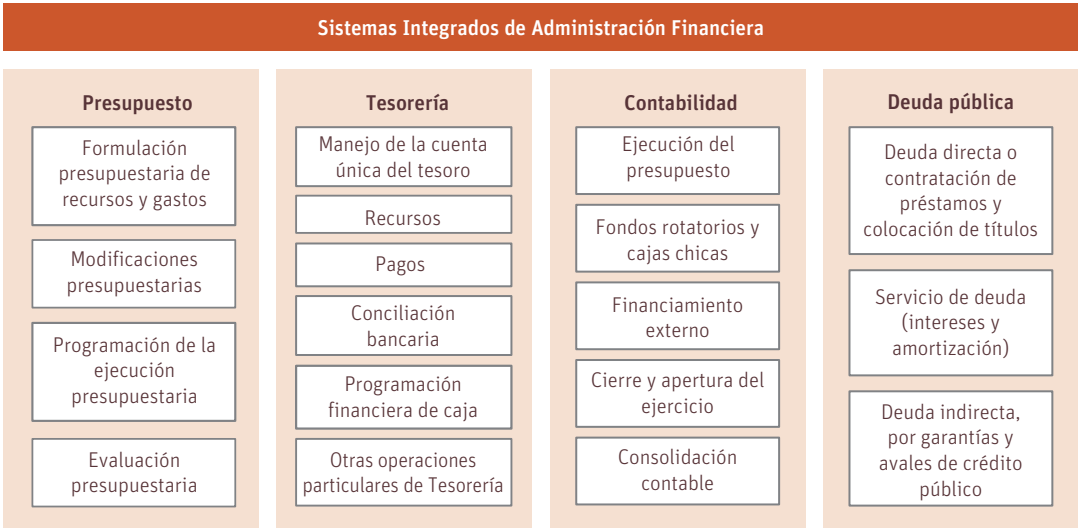 Sistemas Integrados de Administración Financiera
Presupuesto
Formulación
presupuestaria de
recursos y gastos
Modificaciones
presupuestarias
Programación de la
ejecución
presupuestaria
Evaluación
presupuestaria
Tesorería
Manejo de la cuenta
única del tesoro
Recursos
Pagos
Conciliación
bancaria
Programación
financiera de caja
Otras operaciones
particulares de Tesorería
Contabilidad
Ejecución del
presupuesto
Fondos rotatorios y
cajas chicas
Financiamiento
externo
Cierre y apertura del
ejercicio
Consolidación
contable
Deuda pública
Deuda directa o
contratación de
préstamos y
colocación de títulos
Servicio de deuda
(intereses y
amortización)
Deuda indirecta,
por garantías y
avales de crédito
público